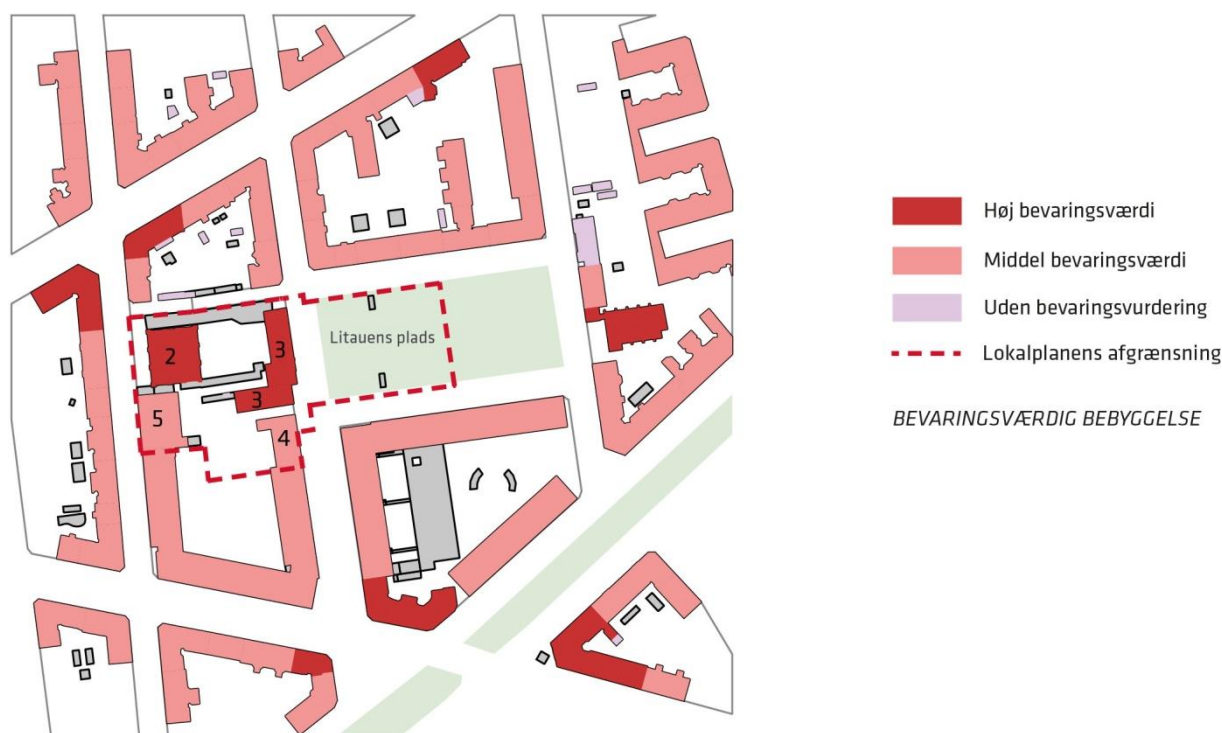 Høj bevaringsværdi
Middel bevaringsværdi
Uden bevaringsvurdering
Lokalplanens afgrænsning
BEVARINGSVÆRDIG BEBYGGELSE
Litauens plads
2
3
3
5
4